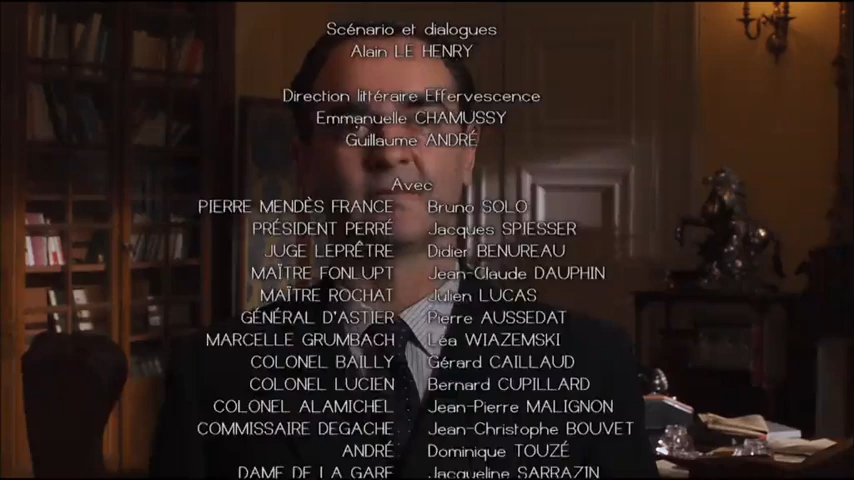 Scénario et dialogues
Alain LE HENRY
Direction littéraire Effervescence
Emmanuelle CHAMUSSY
Guillaume ANDRÉ
Avec
PIERRE MENDÈS FRANCE Bruno SOLO
PRÉSIDENT PERRÉ Jacques SPIESSER
JUGE LEPRÊTRE Didier BENUREAU
MAÎTRE FONLUPT Jean-Claude DAUPHIN
MAÎTRE ROCHAT Julien LUCAS
GÉNÉRAL D'ASTIER Pierre AUSSEDAT
MARCELLE GRUMBACH Léa WIAZEMSKI
COLONEL BAILLY Gérard CAILLAUD
COLONEL LUCIEN Bernard CUPILLARD
COLONEL ALAMICHEL Jean-Pierre MALIGNON
COMMISSAIRE DEGACHE Jean-Christophe BOUVET
ANDRÉ Dominique TOUZÉ
DAME DE LA GARE Jacqueline SARRAZIN